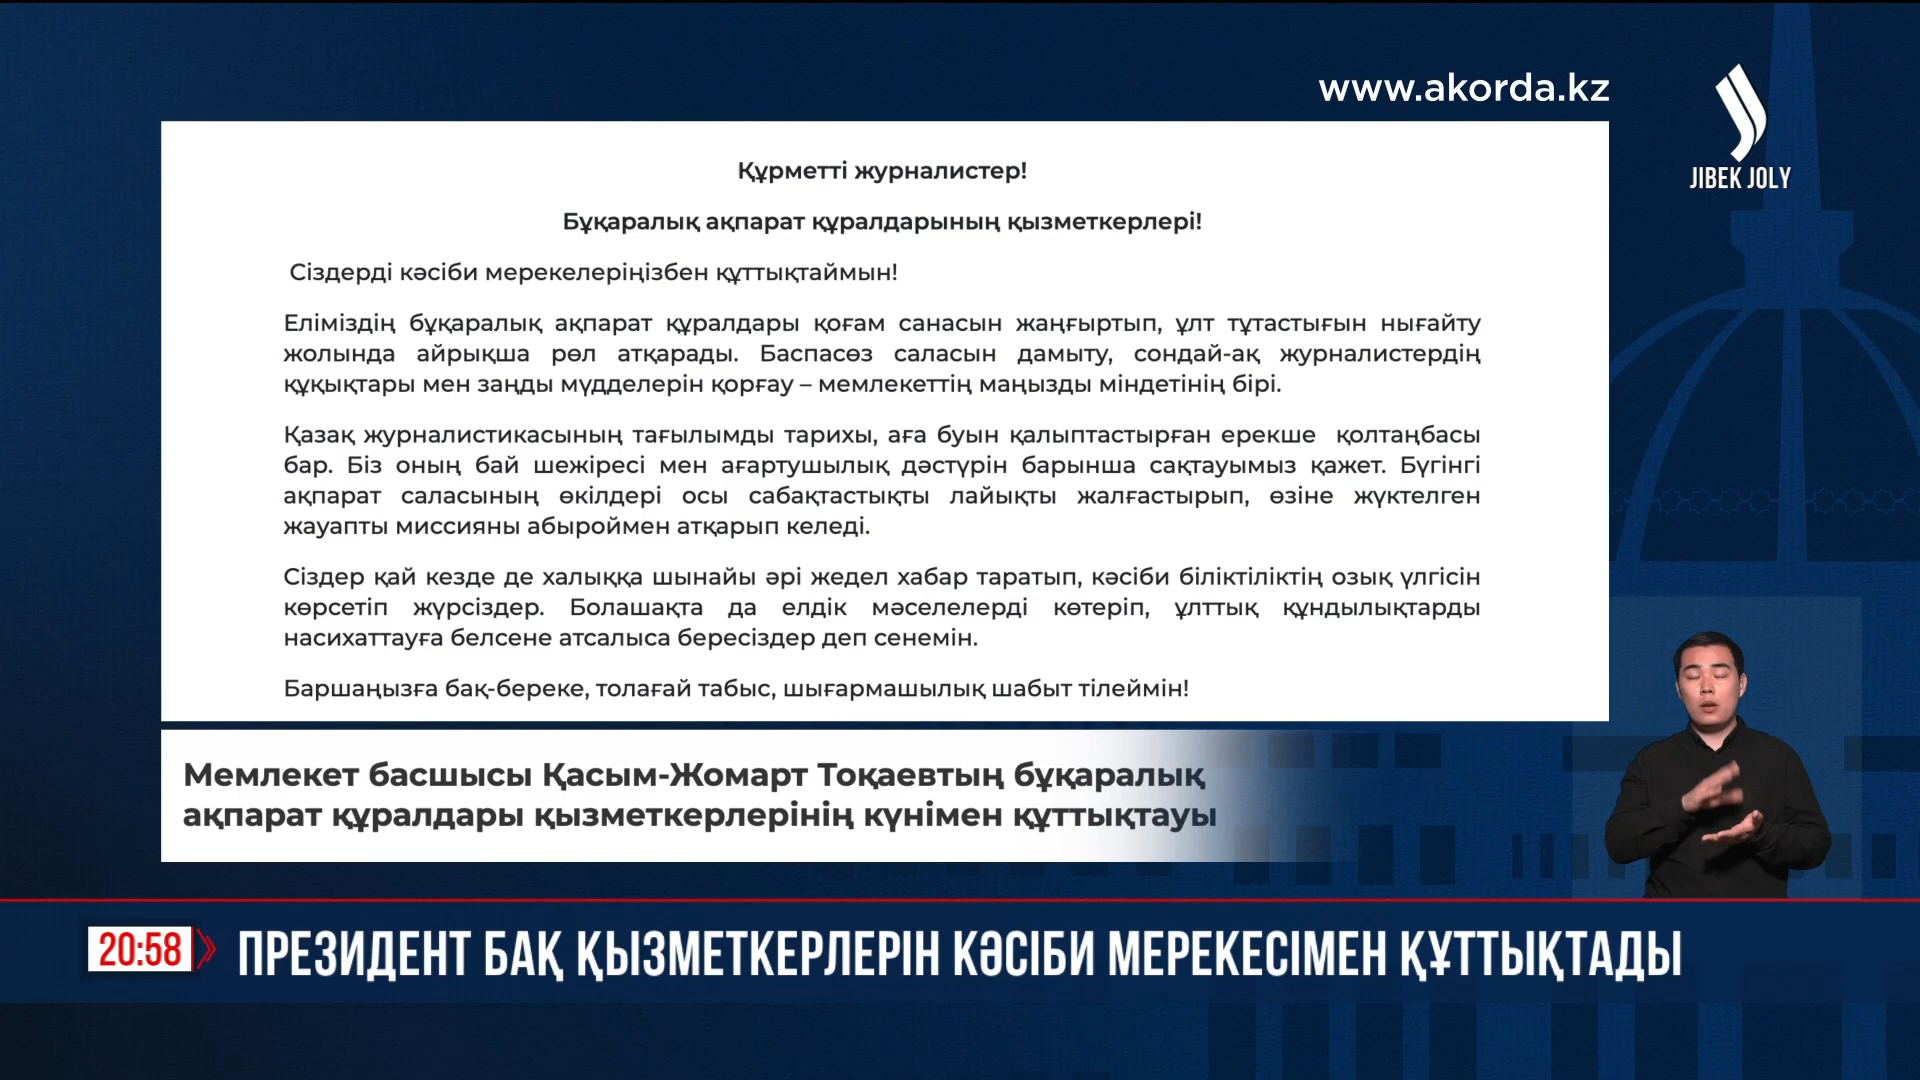 www.akorda.kz
JIBEK JOLY
Құрметті журналистер!
Бұқаралық ақпарат құралдарының қызметкерлері!
Сіздерді кәсіби мерекелеріңізбен құттықтаймын!
Еліміздің бұқаралық ақпарат құралдары қоғам санасын жаңғыртып, ұлт тұтастығын нығайту
жолында айрықша рөл атқарады. Баспасөз саласын дамыту, сондай-ақ журналистердің
құқықтары мен заңды мүдделерін қорғау – мемлекеттің маңызды міндетінің бірі.
Қазақ журналистикасының тағылымды тарихы, аға буын қалыптастырған ерекше қолтаңбасы
бар. Біз оның бай шежіресі мен ағартушылық дәстүрін барынша сақтауымыз қажет. Бүгінгі
ақпарат саласының өкілдері осы сабақтастықты лайықты жалғастырып, өзіне жүктелген
жауапты миссияны абыроймен атқарып келеді.
Сіздер қай кезде де халыққа шынайы әрі жедел хабар таратып, кәсіби біліктіліктің озық үлгісін
көрсетіп жүрсіздер. Болашақта да елдік мәселелерді көтеріп, ұлттық құндылықтарды
насихаттауға белсене атсалыса бересіздер деп сенемін.
Баршаңызға бақ-береке, толағай табыс, шығармашылық шабыт тілеймін!
Мемлекет басшысы Қасым-Жомарт Тоқаевтың бұқаралық
ақпарат құралдары қызметкерлерінің күнімен құттықтауы
20:58 ПРЕЗИДЕНТ БАҚ ҚЫЗМЕТКЕРЛЕРІН КӘСІБИ МЕРЕКЕСІМЕН ҚҰТТЫҚТАДЫ